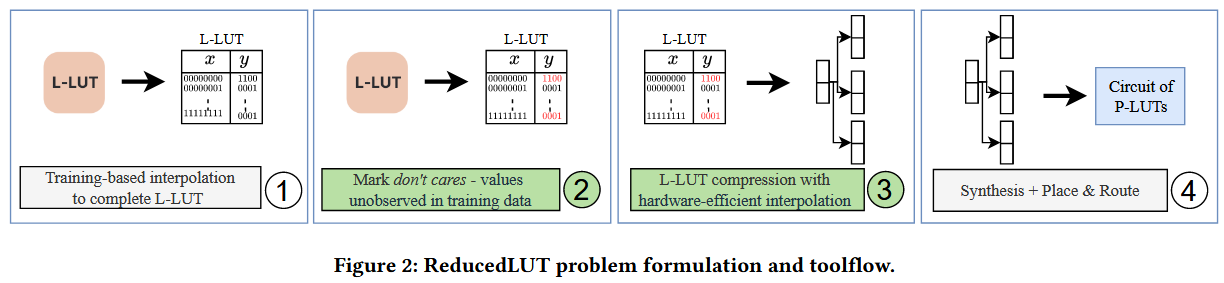 L-LUT
L-LUT
x y
00000000 1100
00000001 0001
11111111 0001
Training-based interpolation
to complete L-LUT
1
L-LUT
L-LUT
x y
00000000 1100
00000001 0001
11111111 0001
Mark don't cares - values
unobserved in training data
2
L-LUT
x y
00000000 1100
00000001 0001
11111111 0001
L-LUT compression with
hardware-efficient interpolation
3
Circuit of
P-LUTs
Synthesis + Place & Route
4
Figure 2: ReducedLUT problem formulation and toolflow.